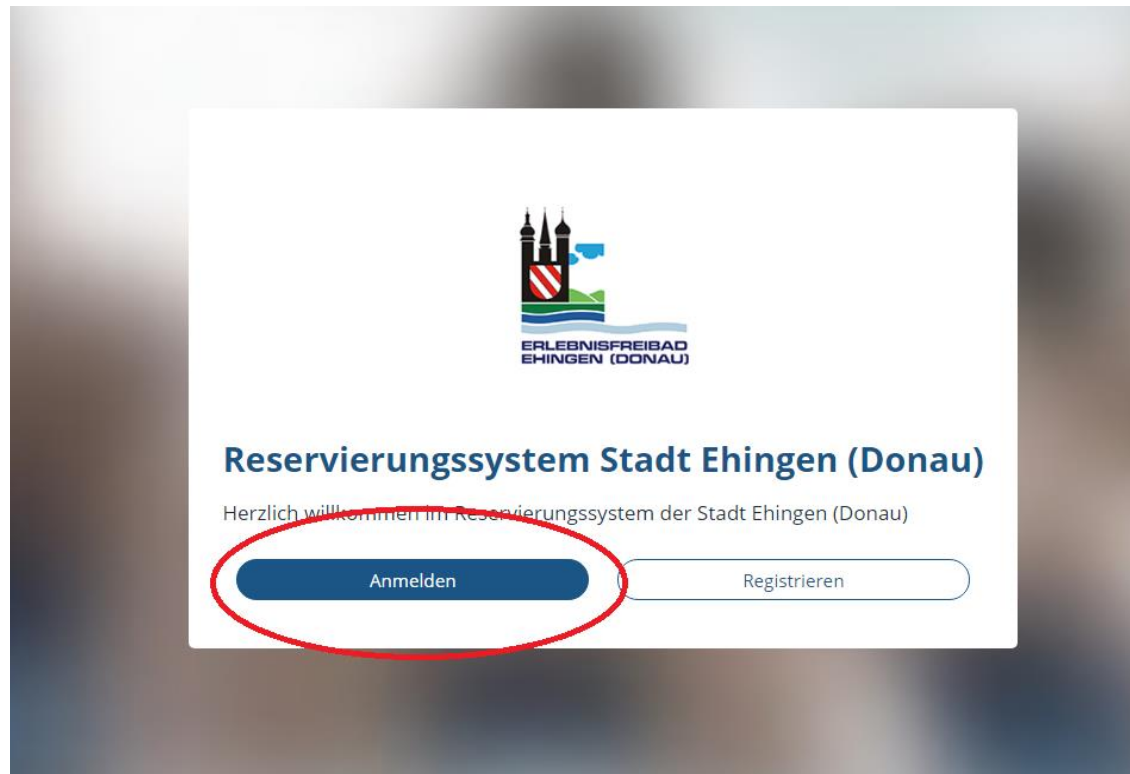 ERLEBNISFREIBAD
EHINGEN (DONAU)
Reservierungssystem Stadt Ehingen (Donau)
Herzlich willkommen im Reservierungssystem der Stadt Ehingen (Donau)
Anmelden
Registrieren